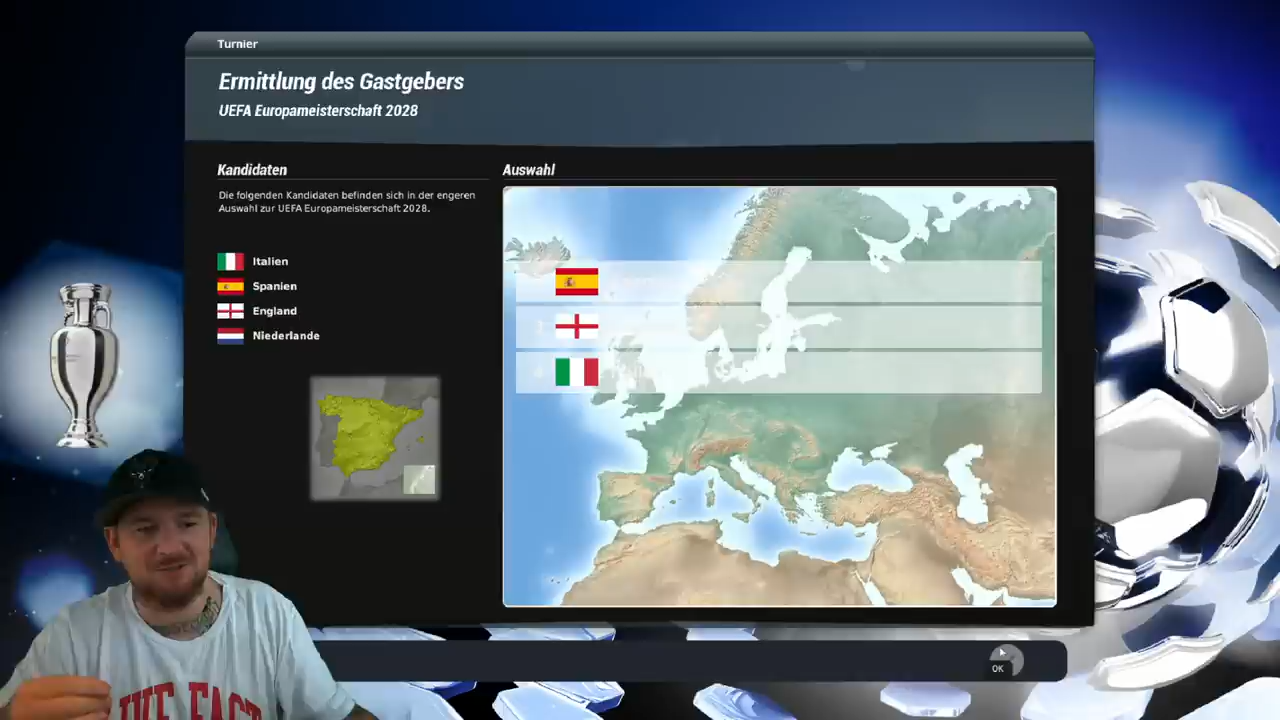 Turnier
Ermittlung des Gastgebers
UEFA Europameisterschaft 2028
Kandidaten
Die folgenden Kandidaten befinden sich in der engeren
Auswahl zur UEFA Europameisterschaft 2028.
Italien
Spanien
England
Niederlande
Auswahl
OK